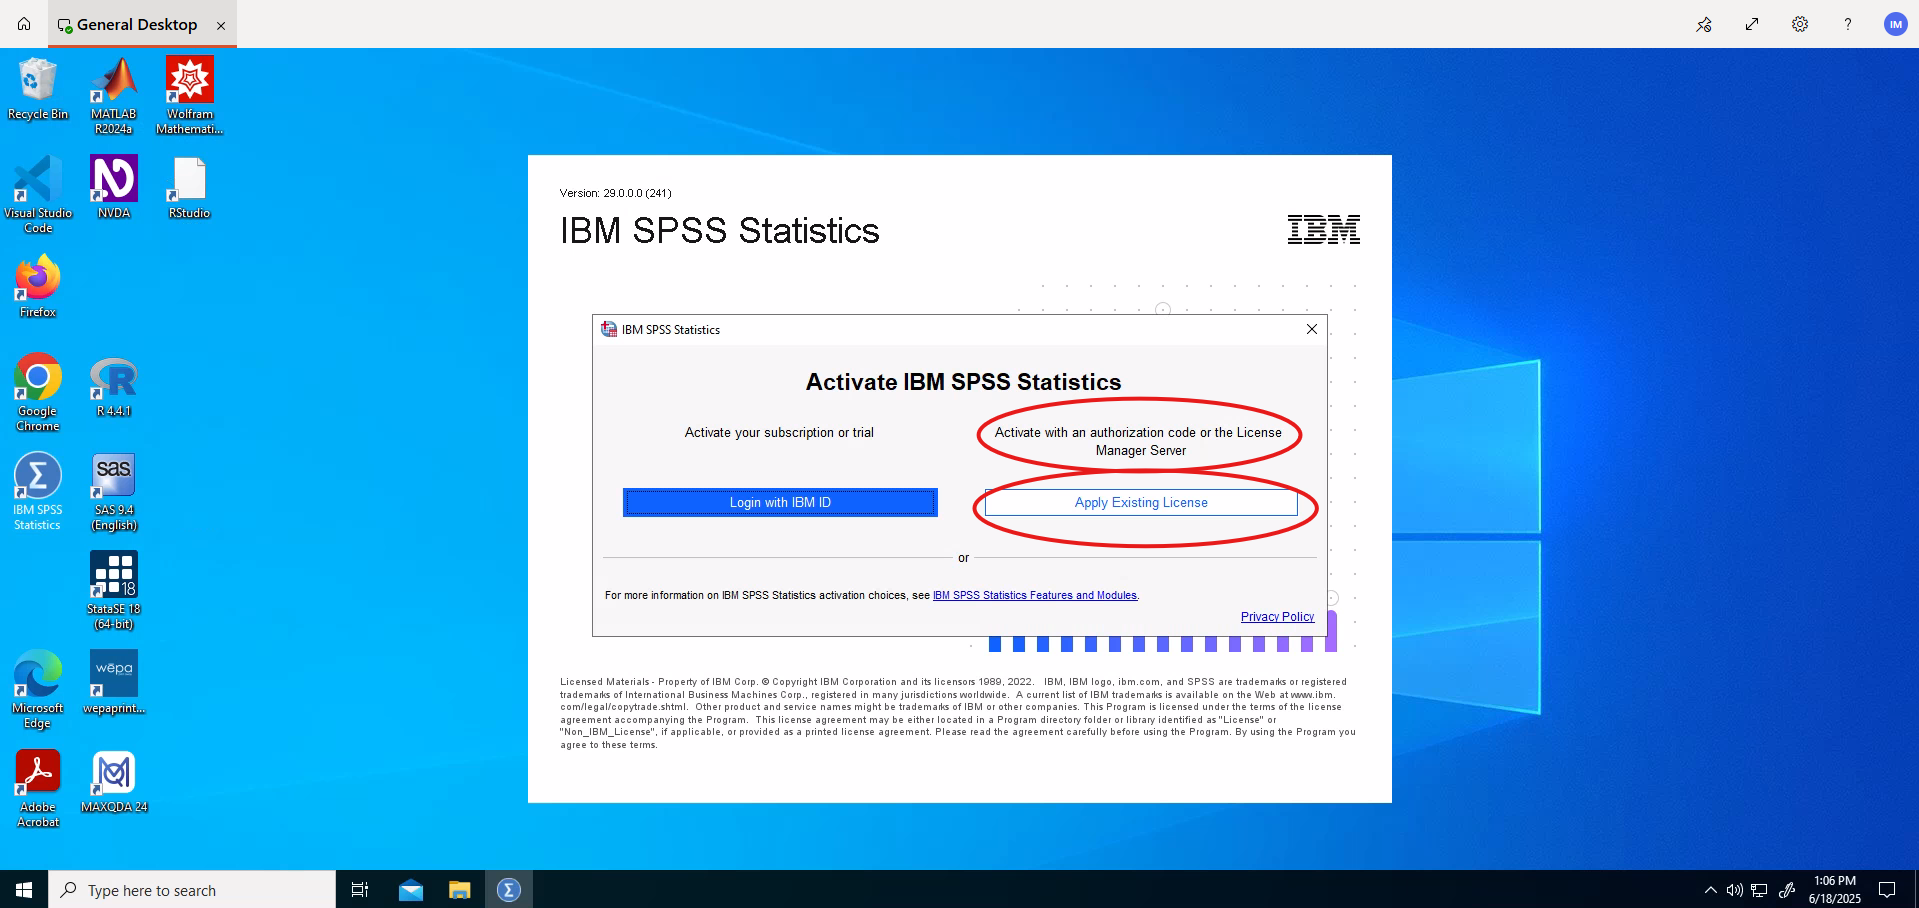 General Desktop
?
IM
Recycle Bin
MATLAB
R2024a
Wolfram
Mathemati...
Visual Studio
Code
NVDA
RStudio
Firefox
Google
Chrome
R 4.4.1
IBM SPSS
Statistics
sas
SAS 9.4
(English)
18
StataSE 18
(64-bit)
Microsoft
Edge
wēpa
wepaprint...
Adobe
Acrobat
MAXQDA 24
Version: 29.0.0.0 (241)
IBM SPSS Statistics
IBM
IBM SPSS Statistics
Activate IBM SPSS Statistics
Activate your subscription or trial
Activate with an authorization code or the License
Manager Server
Login with IBM ID
Apply Existing License
or
For more information on IBM SPSS Statistics activation choices, see IBM SPSS Statistics Features and Modules.
Privacy Policy
Licensed Materials - Property of IBM Corp. © Copyright IBM Corporation and its licensors 1989, 2022. IBM, IBM logo, ibm.com, and SPSS are trademarks or registered
trademarks of International Business Machines Corp., registered in many jurisdictions worldwide. A current list of IBM trademarks is available on the Web at www.ibm.
com/legal/copytrade.shtml. Other product and service names might be trademarks of IBM or other companies. This Program is licensed under the terms of the license
agreement accompanying the Program. This license agreement may be either located in a Program directory folder or library identified as "License" or
"Non_IBM_License", if applicable, or provided as a printed license agreement. Please read the agreement carefully before using the Program. By using the Program you
agree to these terms.
Type here to search
1:06 PM
6/18/2025